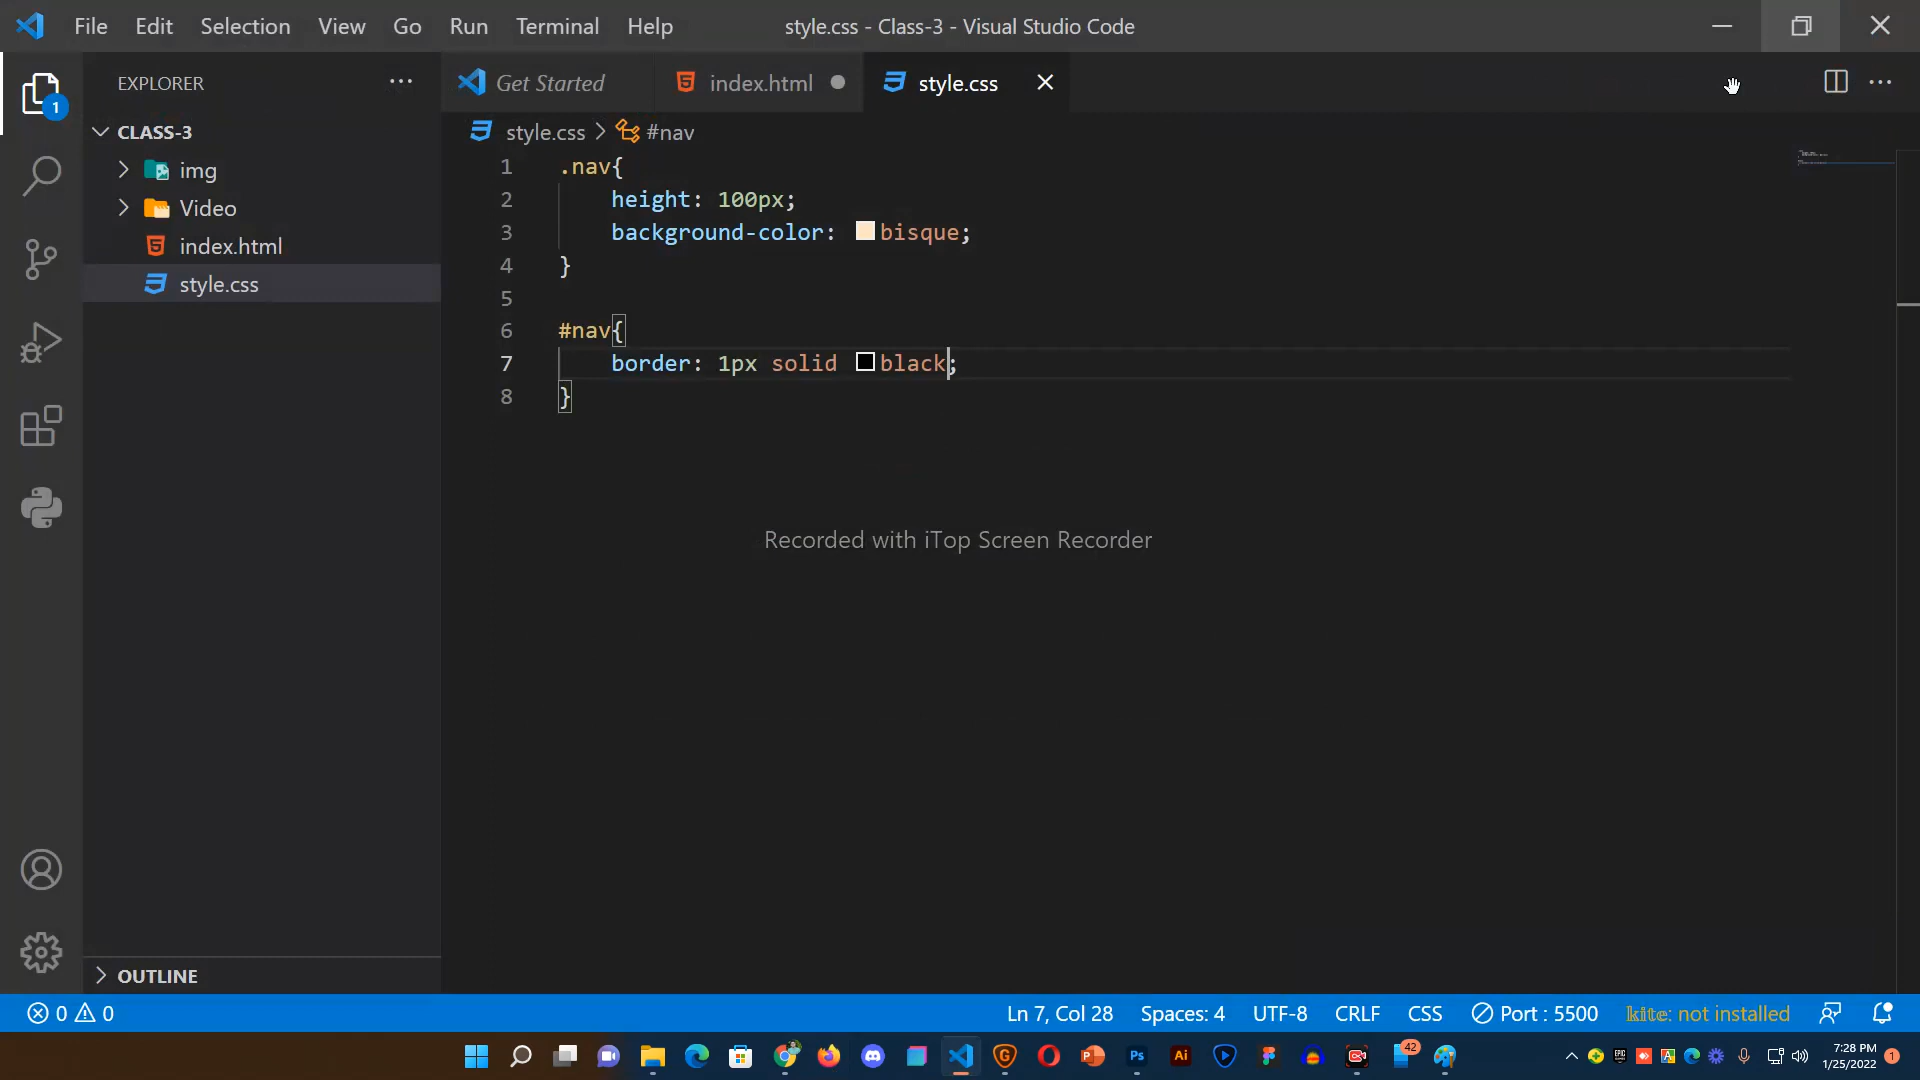 File Edit Selection View Go Run Terminal Help
style.css - Class-3 - Visual Studio Code
EXPLORER
Get Started
index.html
style.css
CLASS-3
img
Video
index.html
style.css
style.css > #nav
1 .nav{
2 height: 100px;
3 background-color: bisque;
4 }
5
6 #nav{
7 border: 1px solid black;
8 }
Recorded with iTop Screen Recorder
OUTLINE
0 0
Ln 7, Col 28 Spaces: 4 UTF-8 CRLF CSS Port : 5500 kite: not installed
1
42
7:28 PM
1/25/2022
1